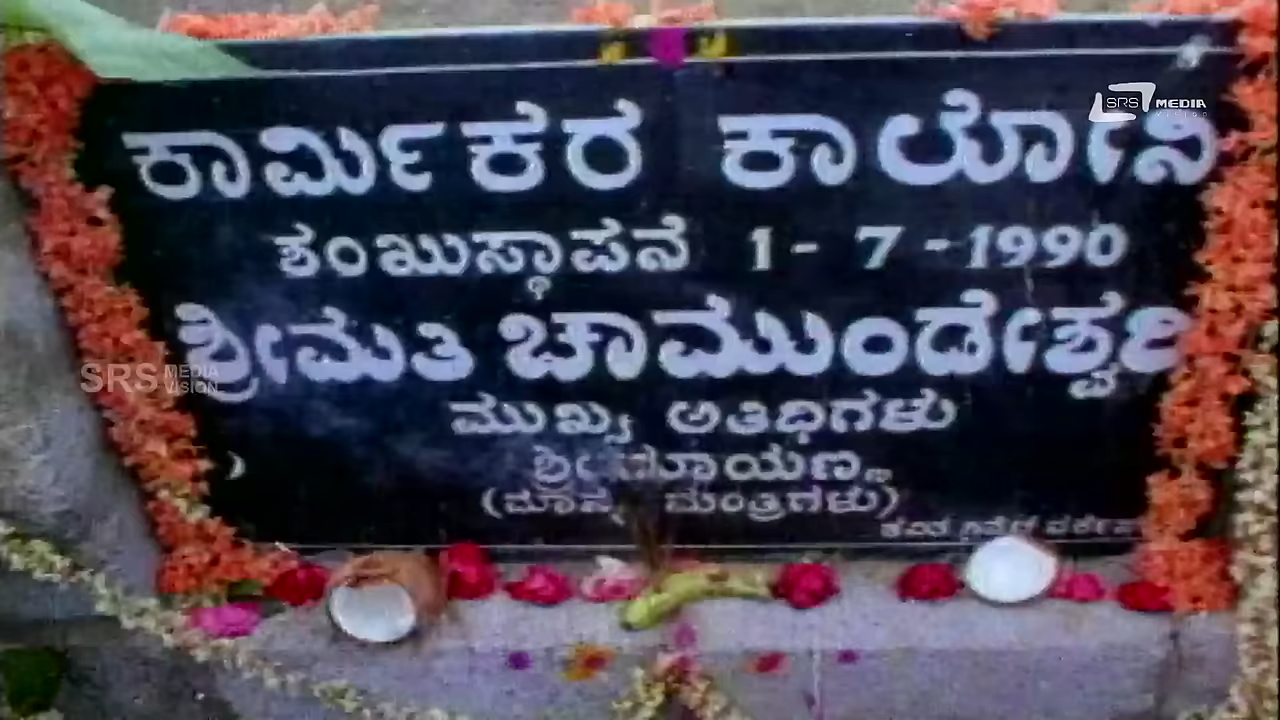 SRS MEDIA VISION
ಕಾರ್ಮಿಕರ ಕಾರ್ಲೋನಿ
ಶಂಖುಸ್ಥಾಪನೆ 1 - 7 - 1990
ಶ್ರೀಮತಿ ಚಾಮುಂಡೇಶ್ವರಿ
SRS MEDIA VISION
ಮುಖ್ಯ ಅತಿಥಿಗಳು
(ಮಾನ್ಯ ಮಂತ್ರಿಗಳು)